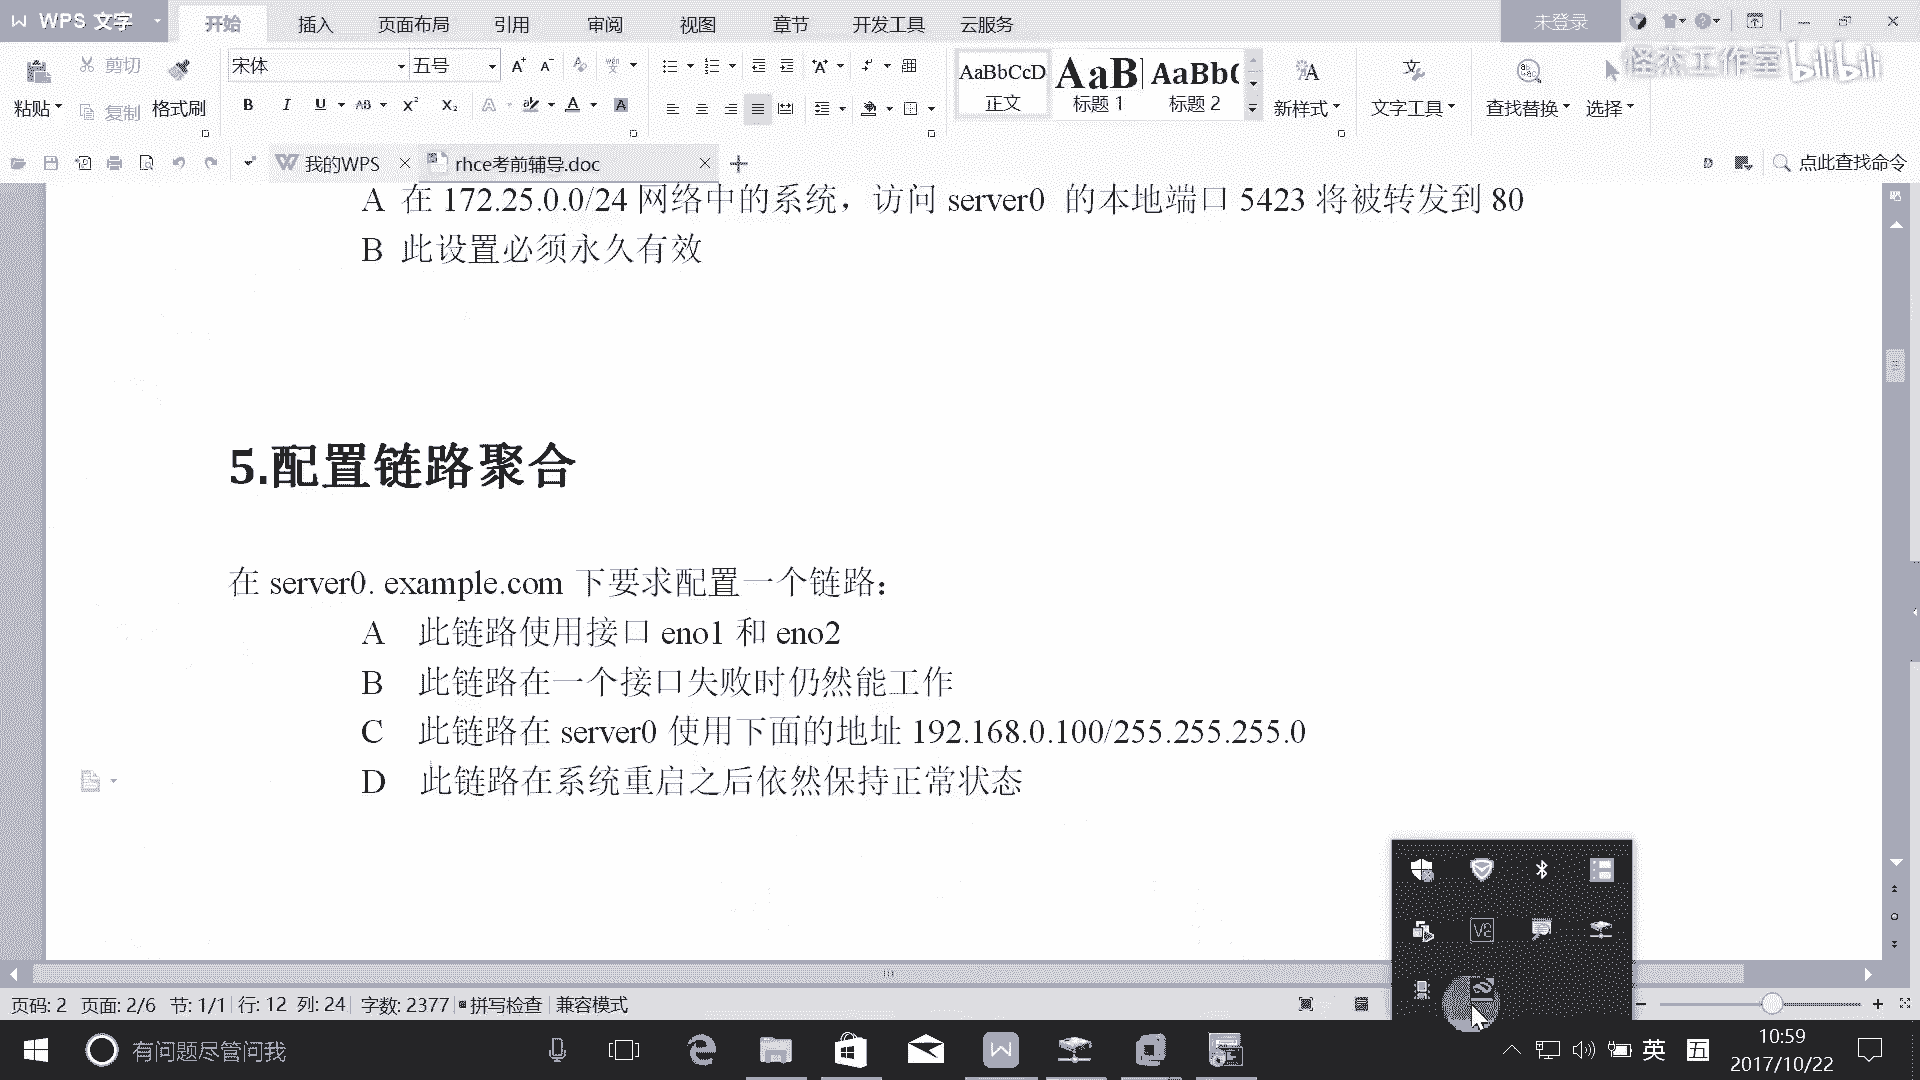 WPS 文字
开始 插入 页面布局 引用 审阅 视图 章节 开发工具 云服务 未登录
怪杰工作室 bilibili
剪切
宋体 五号
AaBbCcD AaB AaBb(
粘贴 复制 格式刷
B I U AB X² X₂ A A A
正文 标题 1 标题 2 新样式 文字工具 查找替换 选择
我的WPS rhce考前辅导.doc 点此查找命令
A 在 172.25.0.0/24 网络中的系统，访问 server0 的本地端口 5423 将被转发到 80
B 此设置必须永久有效
5.配置链路聚合
在 server0. example.com 下要求配置一个链路：
A 此链路使用接口 eno1 和 eno2
B 此链路在一个接口失败时仍然能工作
C 此链路在 server0 使用下面的地址 192.168.0.100/255.255.255.0
D 此链路在系统重启之后依然保持正常状态
页码: 2 页面: 2/6 节: 1/1 行: 12 列: 24 字数: 2377 拼写检查 兼容模式
有问题尽管问我
英 五
10:59
2017/10/22